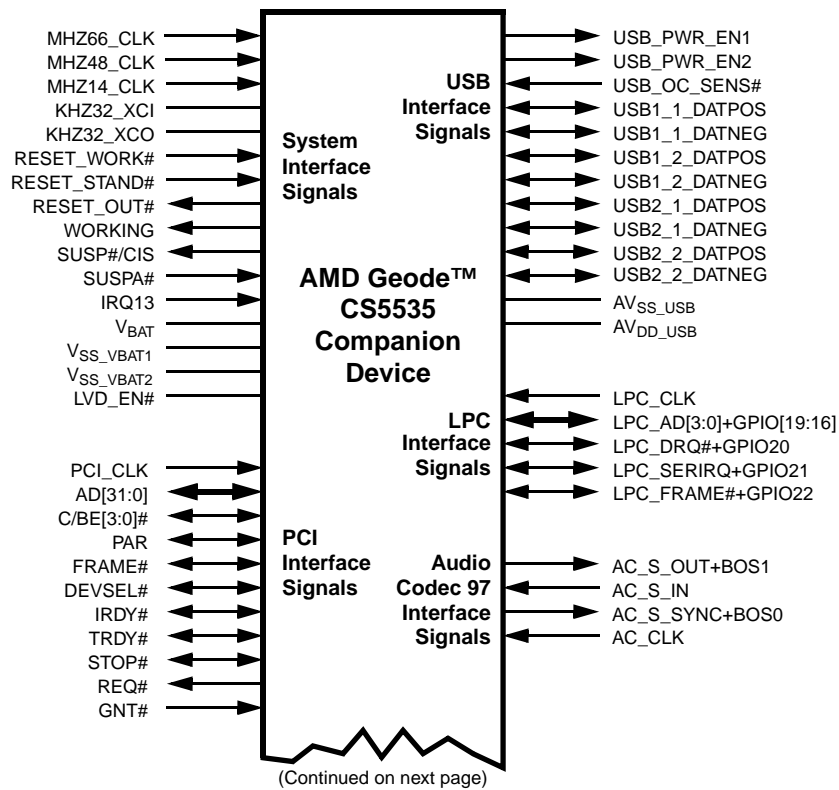 MHZ66_CLK
MHZ48_CLK
MHZ14_CLK
KHZ32_XCI
KHZ32_XCO
RESET_WORK#
RESET_STAND#
RESET_OUT#
WORKING
SUSP#/CIS
SUSPA#
IRQ13
VBAT
VSS_VBAT1
VSS_VBAT2
LVD_EN#
PCI_CLK
AD[31:0]
C/BE[3:0]#
PAR
FRAME#
DEVSEL#
IRDY#
TRDY#
STOP#
REQ#
GNT#
System
Interface
Signals
PCI
Interface
Signals
AMD Geode™
CS5535
Companion
Device
USB
Interface
Signals
LPC
Interface
Signals
Audio
Codec 97
Interface
Signals
USB_PWR_EN1
USB_PWR_EN2
USB_OC_SENS#
USB1_1_DATPOS
USB1_1_DATNEG
USB1_2_DATPOS
USB1_2_DATNEG
USB2_1_DATPOS
USB2_1_DATNEG
USB2_2_DATPOS
USB2_2_DATNEG
AVSS_USB
AVDD_USB
LPC_CLK
LPC_AD[3:0]+GPIO[19:16]
LPC_DRQ#+GPIO20
LPC_SERIRQ+GPIO21
LPC_FRAME#+GPIO22
AC_S_OUT+BOS1
AC_S_IN
AC_S_SYNC+BOS0
AC_CLK
(Continued on next page)